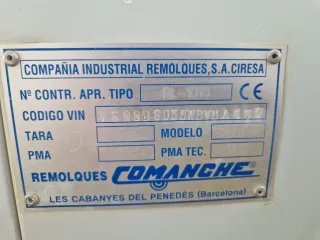 COMPAÑIA INDUSTRIAL REMOLQUES,S.A.CIRESA
Nº CONTR. APR. TIPO CE
CODIGO VIN
TARA MODELO
PMA PMA TEC.
REMOLQUES COMANCHE®
LES CABANYES DEL PENEDÉS (Barcelona)